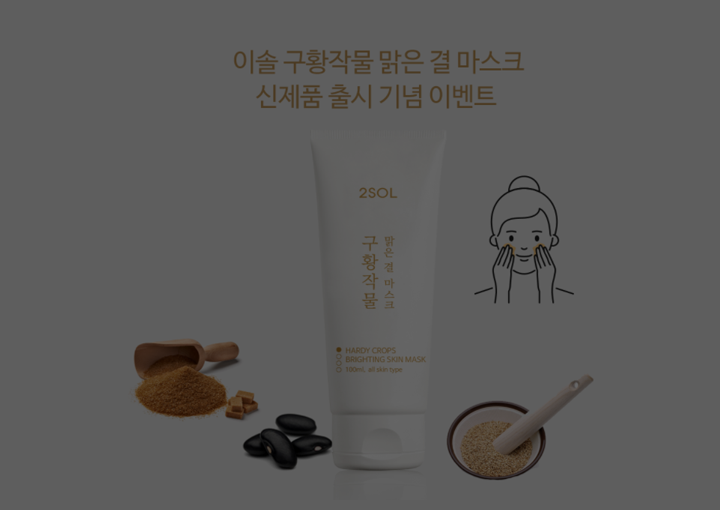 이솔 구황작물 맑은 결 마스크
신제품 출시 기념 이벤트
2SOL
구황작물
맑은 결 마스크
HARDY CROPS
BRIGHTING SKIN MASK
100ml, all skin type